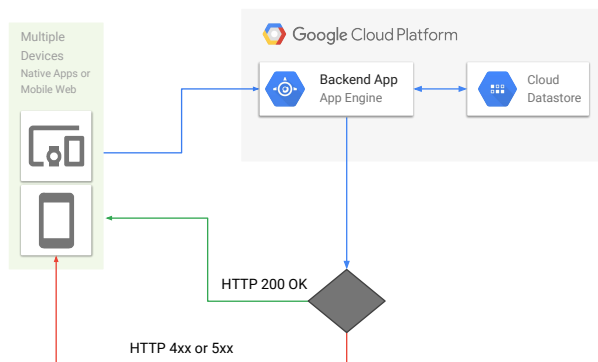 Multiple
Devices
Native Apps or
Mobile Web
Google Cloud Platform
Backend App
App Engine
Cloud
Datastore
HTTP 200 OK
HTTP 4xx or 5xx